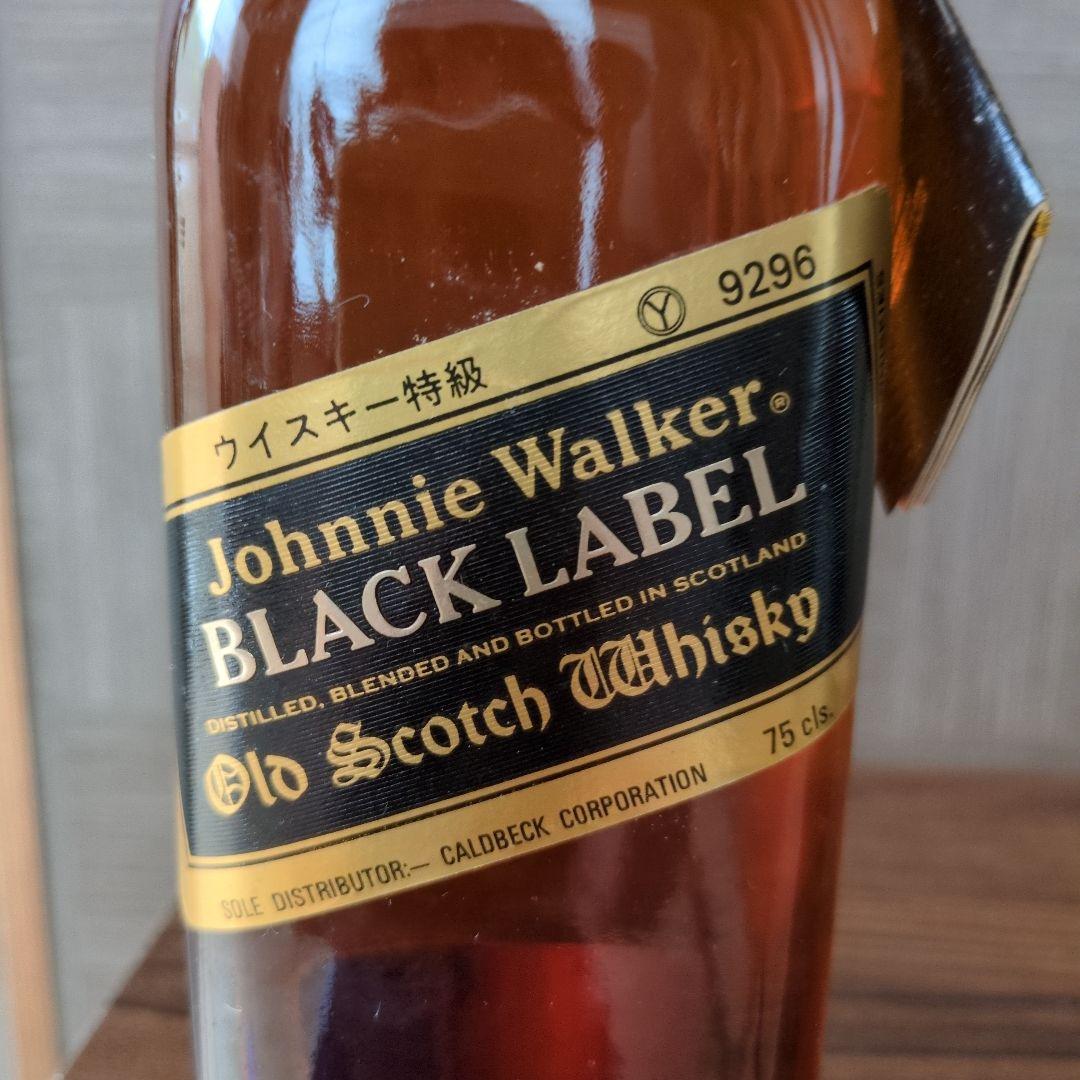 ウイスキー特級 Ⓨ 9296
Johnnie Walker®
BLACK LABEL
DISTILLED, BLENDED AND BOTTLED IN SCOTLAND
Old Scotch Whisky
75 cls.
SOLE DISTRIBUTOR:— CALDBECK CORPORATION